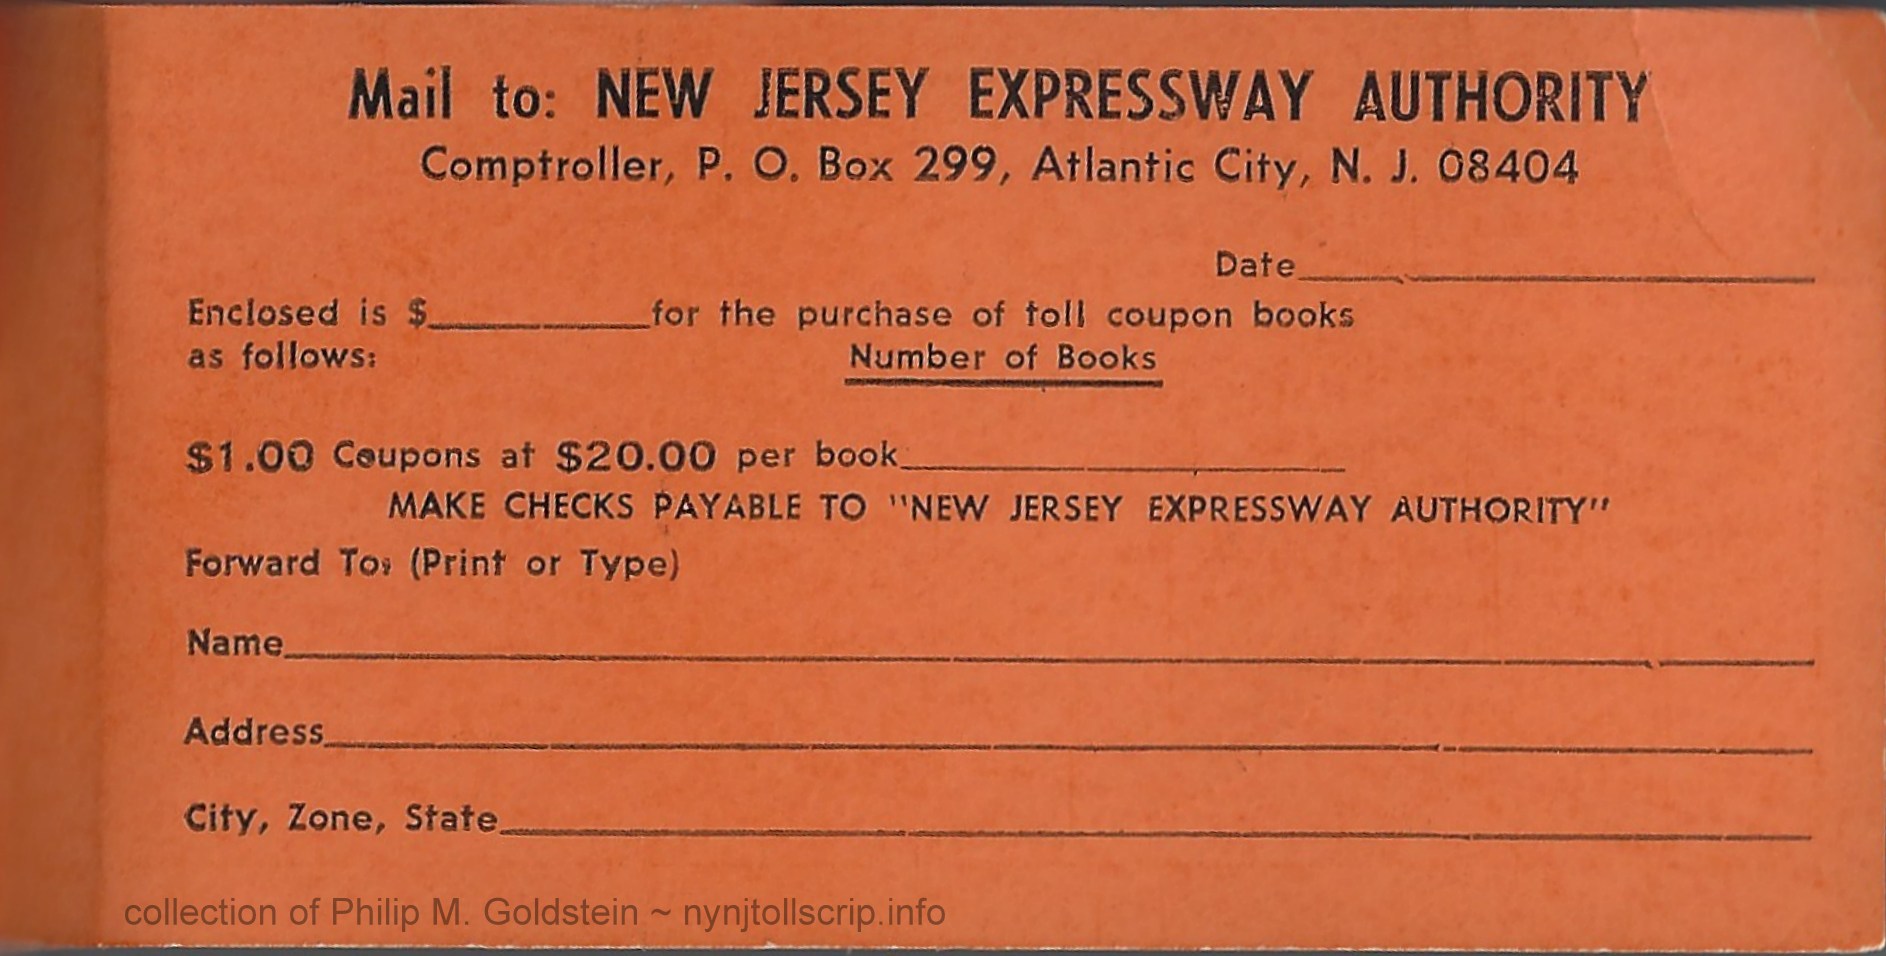 Mail to: NEW JERSEY EXPRESSWAY AUTHORITY
Comptroller, P. O. Box 299, Atlantic City, N. J. 08404
Date
Enclosed is $ for the purchase of toll coupon books
as follows: Number of Books
$1.00 Coupons at $20.00 per book
MAKE CHECKS PAYABLE TO "NEW JERSEY EXPRESSWAY AUTHORITY"
Forward To: (Print or Type)
Name
Address
City, Zone, State
collection of Philip M. Goldstein ~ nynjtollscrip.info